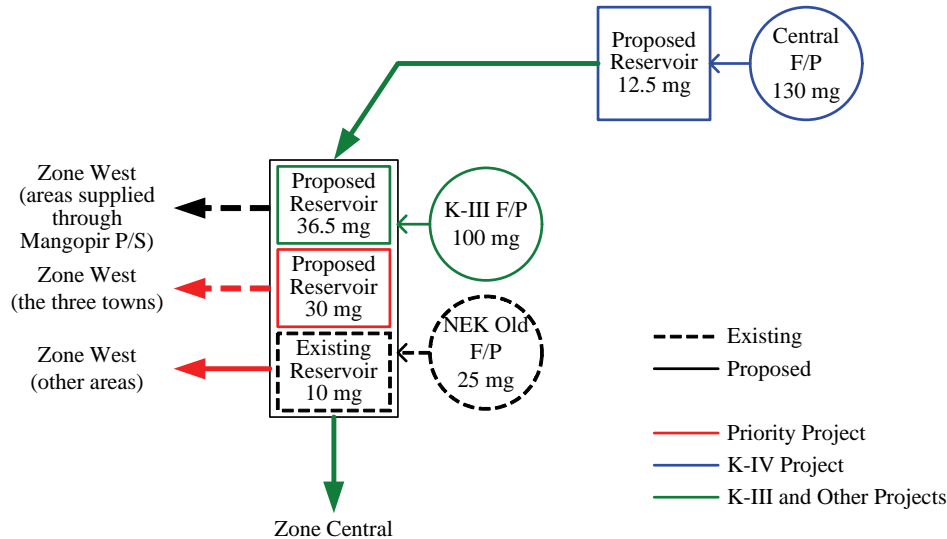 Proposed
Reservoir
12.5 mg
Central
F/P
130 mg
Zone West
(areas supplied
through
Mangopir P/S)
Proposed
Reservoir
36.5 mg
K-III F/P
100 mg
Zone West
(the three towns)
Proposed
Reservoir
30 mg
Zone West
(other areas)
Existing
Reservoir
10 mg
NEK Old
F/P
25 mg
Zone Central
Existing
Proposed
Priority Project
K-IV Project
K-III and Other Projects